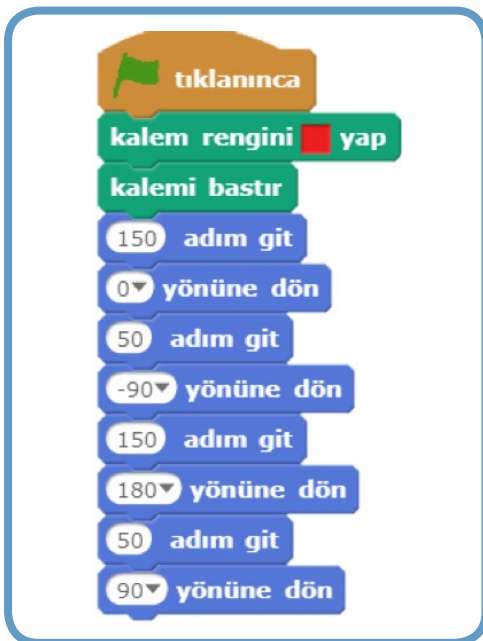 tıklanınca
kalem rengini yap
kalemi bastır
150 adım git
0 yönüne dön
50 adım git
-90 yönüne dön
150 adım git
180 yönüne dön
50 adım git
90 yönüne dön